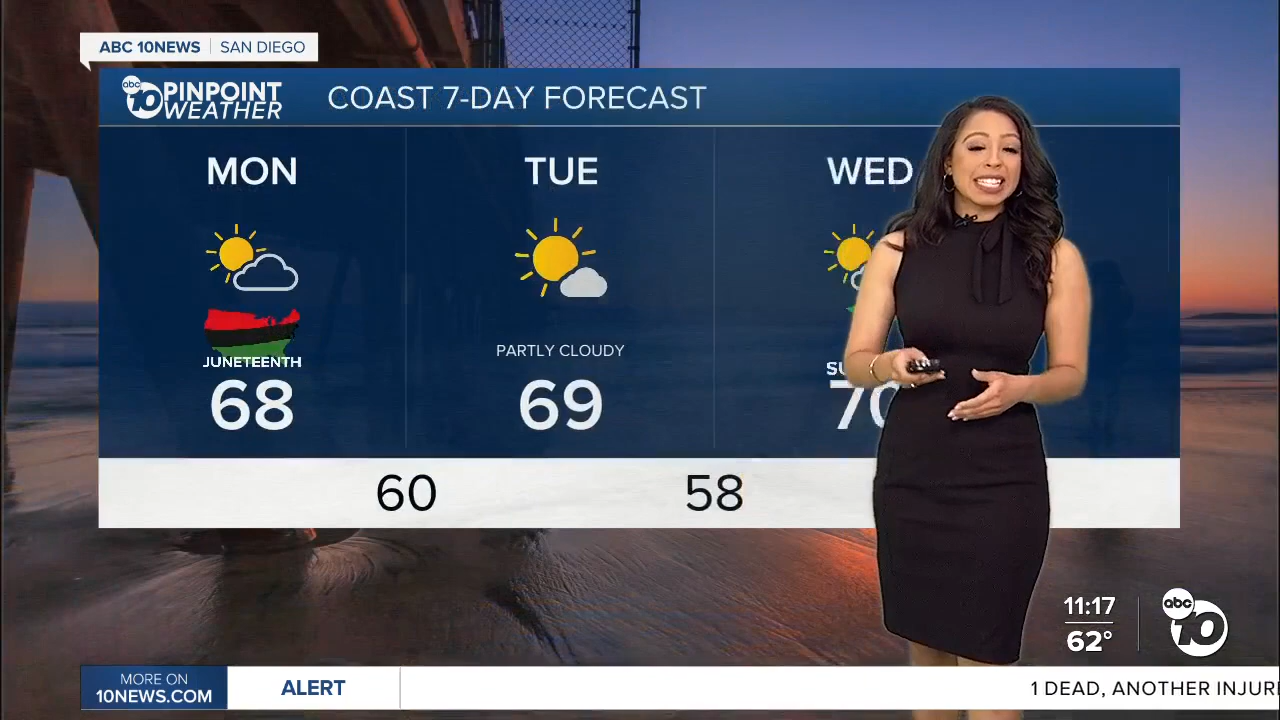 ABC 10NEWS | SAN DIEGO
abc 10 PINPOINT WEATHER
COAST 7-DAY FORECAST
MON
TUE
WED
JUNETEENTH
PARTLY CLOUDY
68
69
70
60
58
11:17
62°
abc 10
MORE ON
10NEWS.COM
ALERT
1 DEAD, ANOTHER